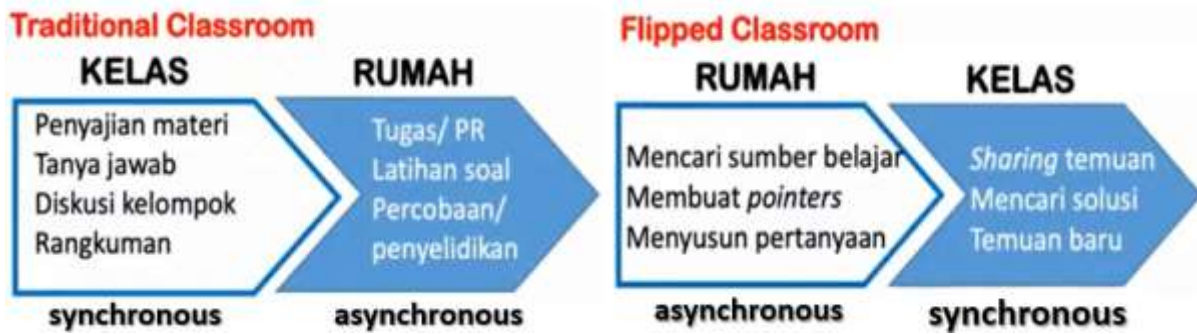 Traditional Classroom
KELAS
Penyajian materi
Tanya jawab
Diskusi kelompok
Rangkuman
synchronous
RUMAH
Tugas/ PR
Latihan soal
Percobaan/
penyelidikan
asynchronous
Flipped Classroom
RUMAH
Mencari sumber belajar
Membuat pointers
Menyusun pertanyaan
asynchronous
KELAS
Sharing temuan
Mencari solusi
Temuan baru
synchronous